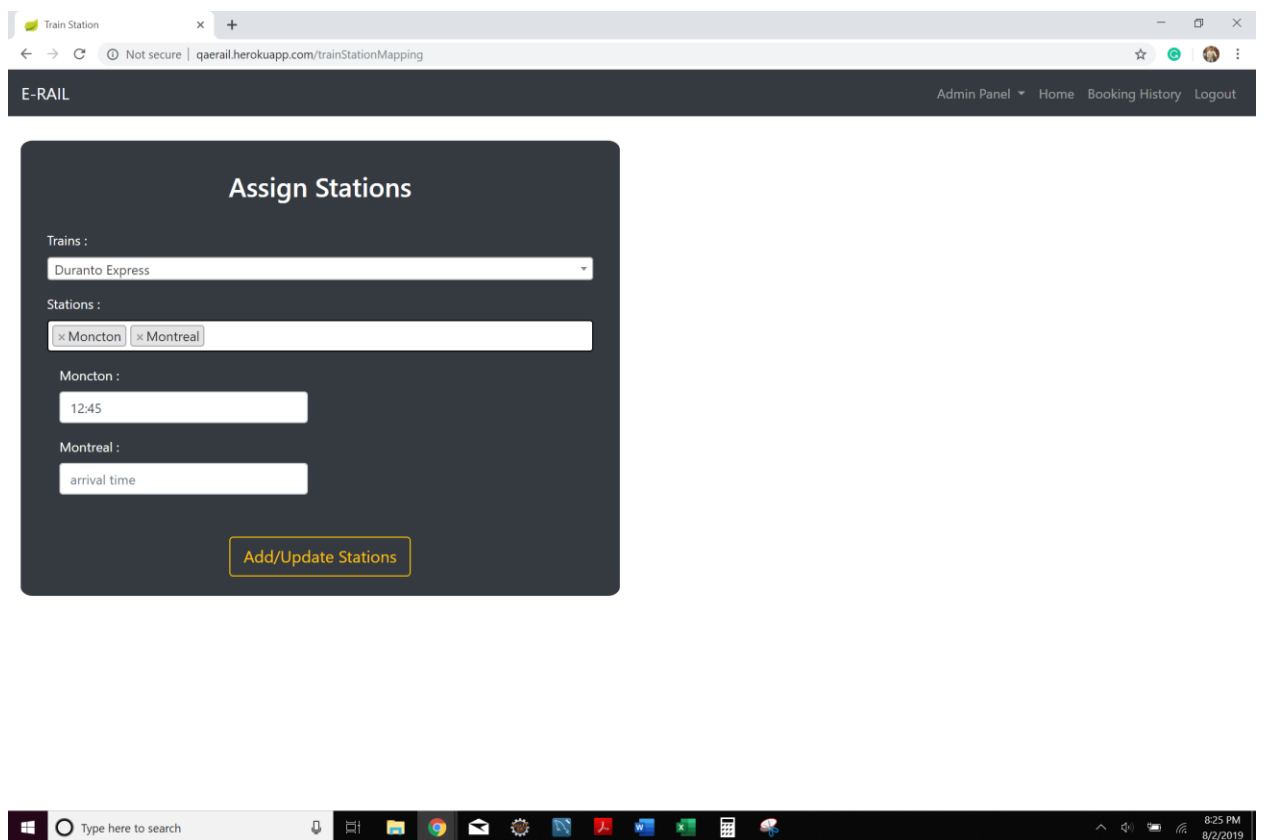 Train Station × +
Not secure | qaerail.herokuapp.com/trainStationMapping
E-RAIL Admin Panel Home Booking History Logout
Assign Stations
Trains :
Duranto Express
Stations :
× Moncton × Montreal
Moncton :
12:45
Montreal :
arrival time
Add/Update Stations
Type here to search
8:25 PM
8/2/2019